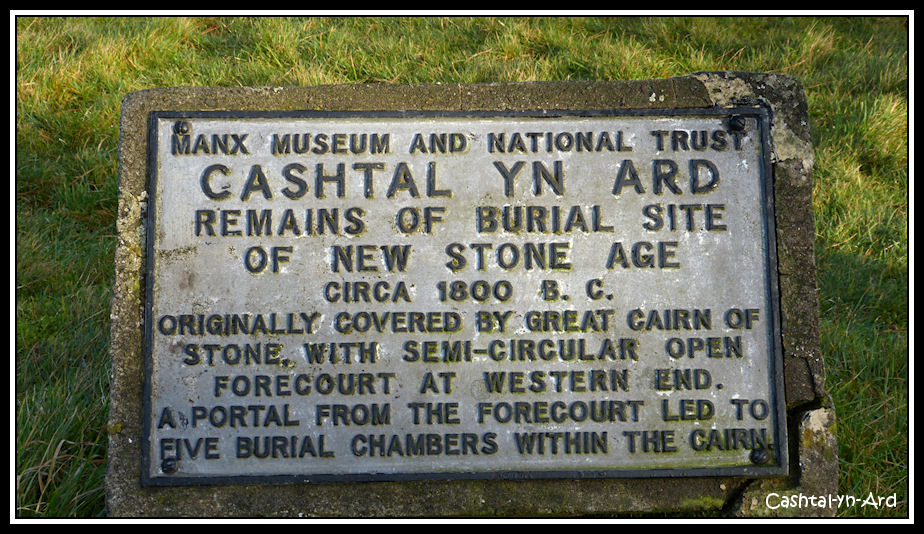 MANX MUSEUM AND NATIONAL TRUST
CASHTAL YN ARD
REMAINS OF BURIAL SITE
OF NEW STONE AGE
CIRCA 1800 B. C.
ORIGINALLY COVERED BY GREAT CAIRN OF
STONE, WITH SEMI-CIRCULAR OPEN
FORECOURT AT WESTERN END.
A PORTAL FROM THE FORECOURT LED TO
FIVE BURIAL CHAMBERS WITHIN THE CAIRN.
Cashtal-yn-Ard